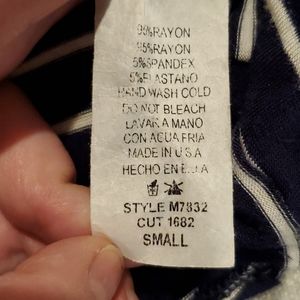 95%RAYON
95%RAYON
5%SPANDEX
5%ELASTANO
HAND WASH COLD
DO NOT BLEACH
LAVAR A MANO
CON AGUA FRIA
MADE IN U.S.A
HECHO EN E.U.A
STYLE M7832
CUT 1682
SMALL